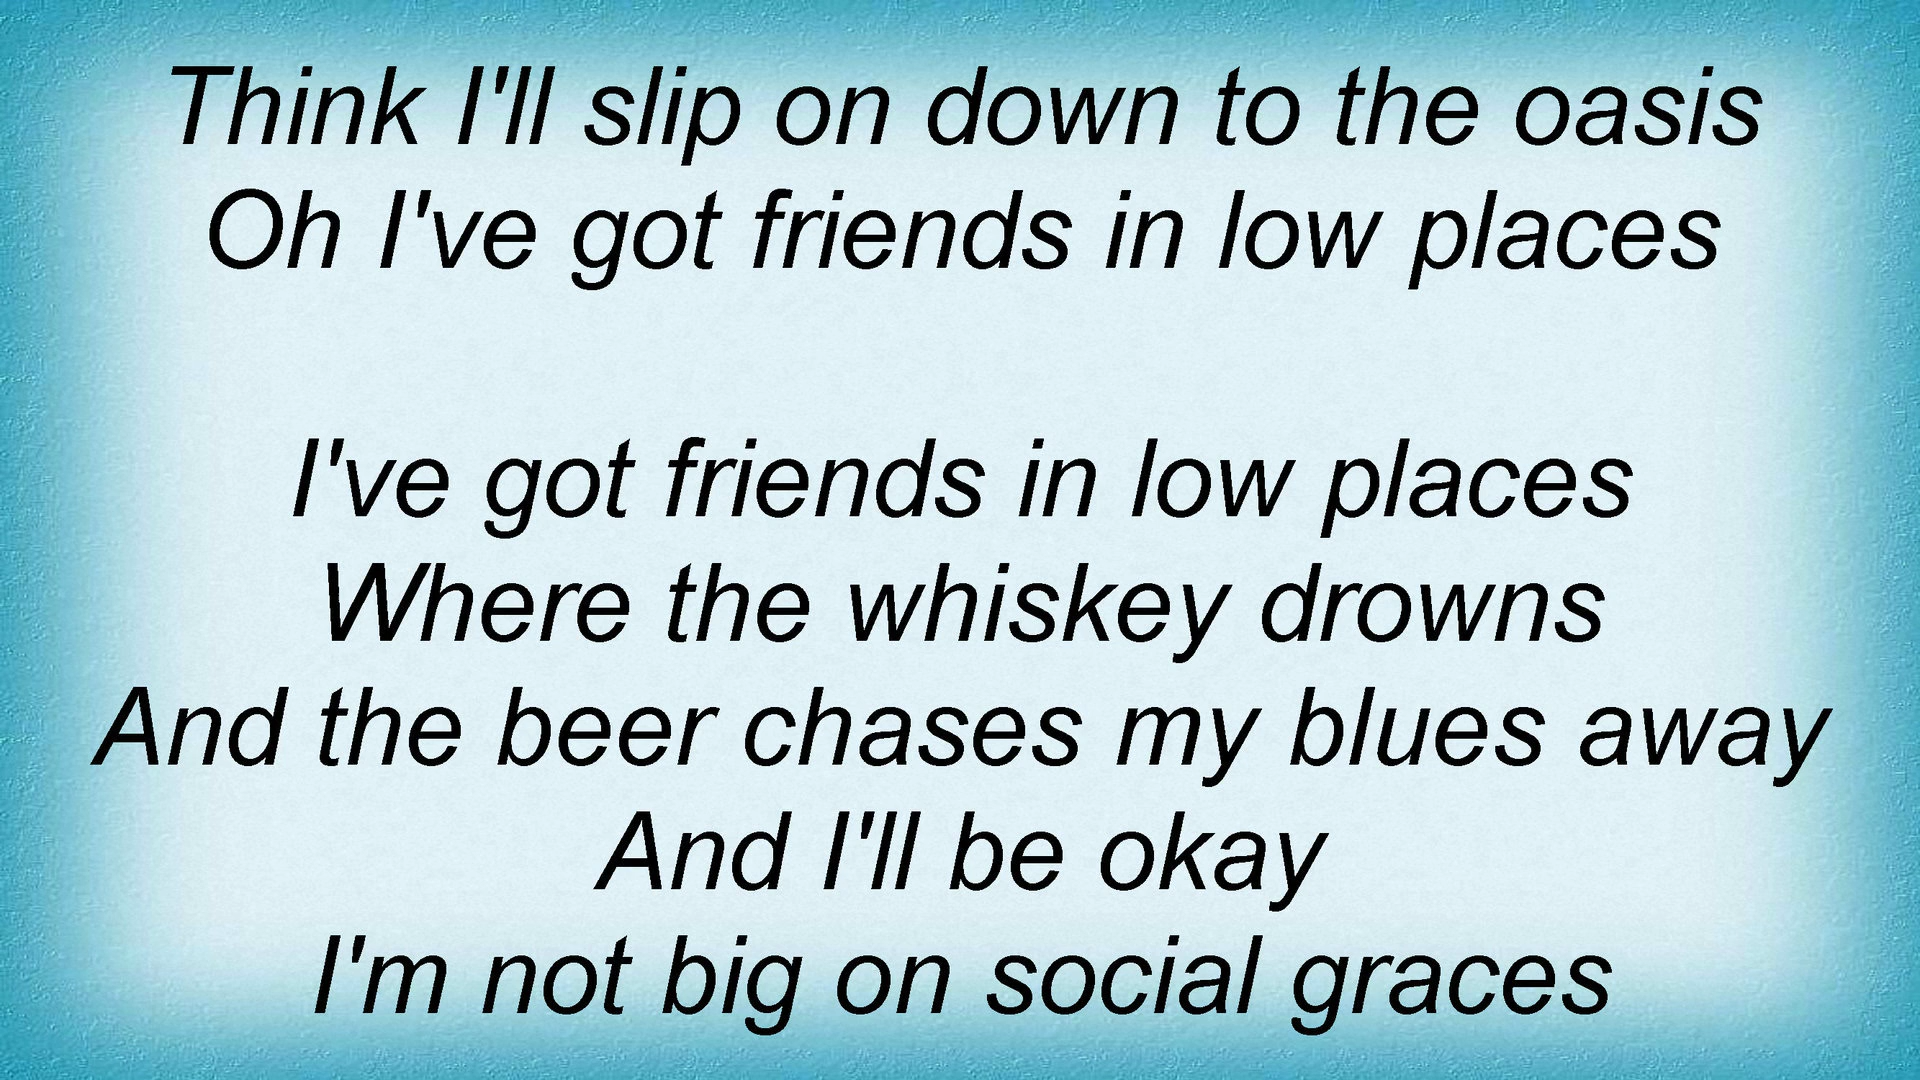 Think I'll slip on down to the oasis
Oh I've got friends in low places
I've got friends in low places
Where the whiskey drowns
And the beer chases my blues away
And I'll be okay
I'm not big on social graces